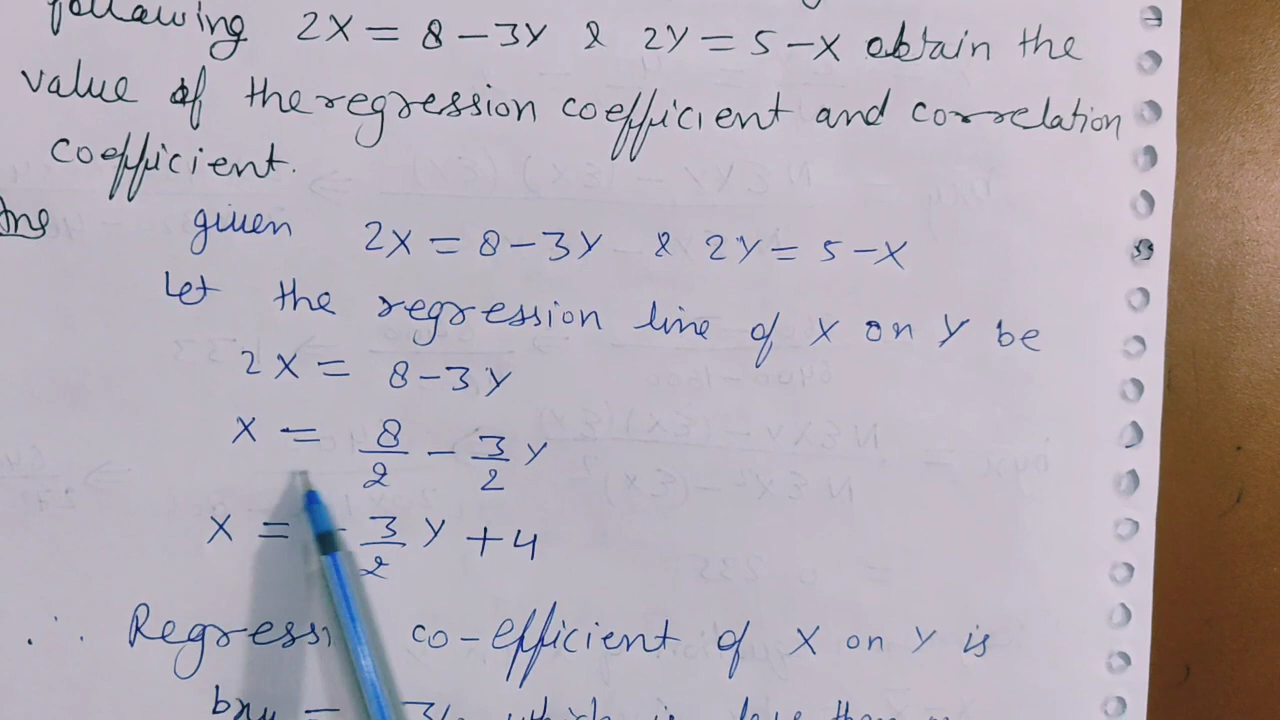 following 2X = 8 - 3Y & 2Y = 5 - X obtain the
value of the regression coefficient and correlation
coefficient.
Ans given 2X = 8 - 3Y & 2Y = 5 - X
Let the regression line of X on Y be
2X = 8 - 3Y
X = 8/2 - 3/2 Y
X = - 3/2 Y + 4
∴ Regressi co-efficient of X on Y is
bxy =